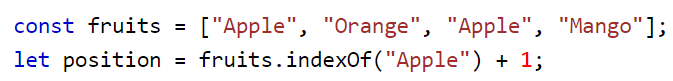 const fruits = ["Apple", "Orange", "Apple", "Mango"];
let position = fruits.indexOf("Apple") + 1;